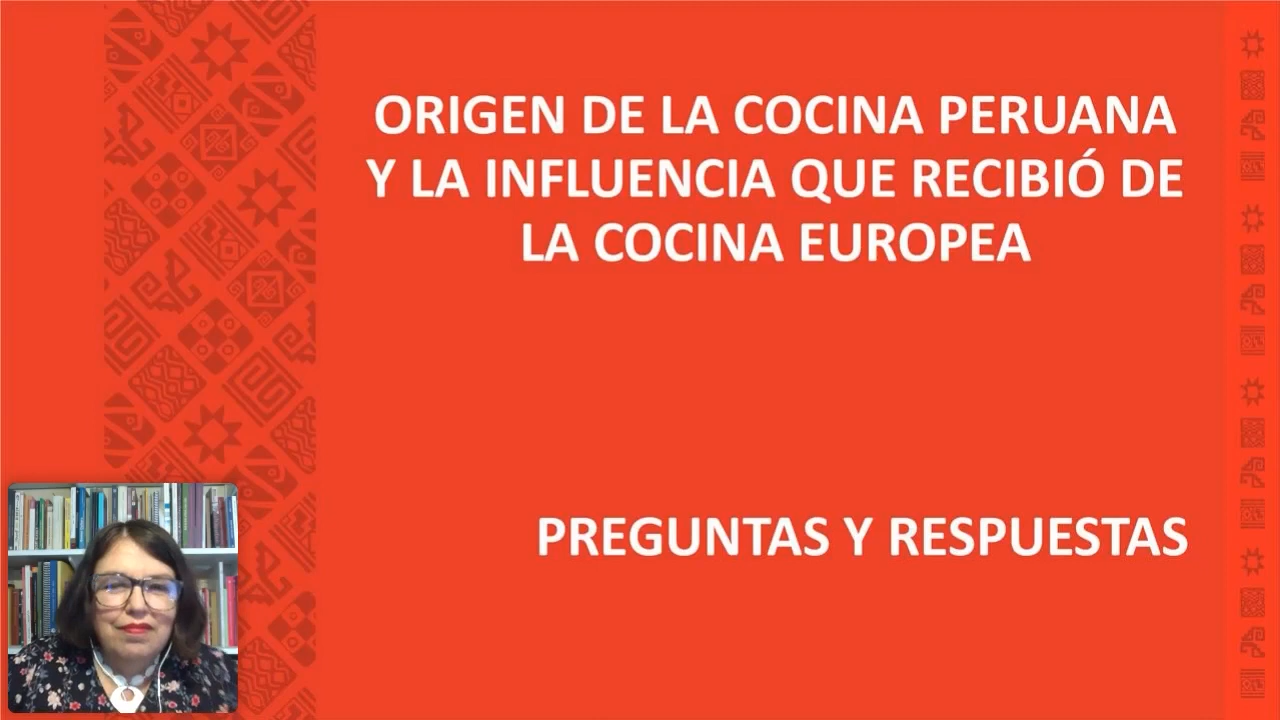 ORIGEN DE LA COCINA PERUANA
Y LA INFLUENCIA QUE RECIBIÓ DE
LA COCINA EUROPEA
PREGUNTAS Y RESPUESTAS